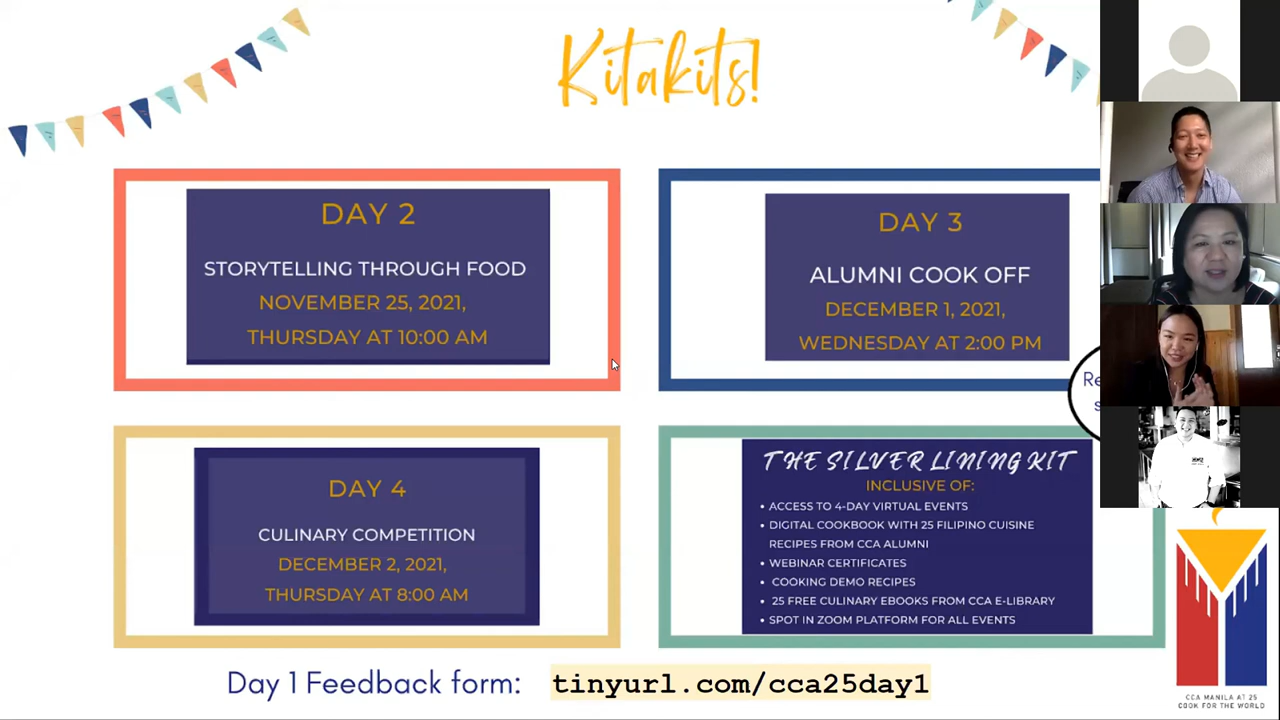 Kitakits!
DAY 2
STORYTELLING THROUGH FOOD
NOVEMBER 25, 2021,
THURSDAY AT 10:00 AM
DAY 3
ALUMNI COOK OFF
DECEMBER 1, 2021,
WEDNESDAY AT 2:00 PM
DAY 4
CULINARY COMPETITION
DECEMBER 2, 2021,
THURSDAY AT 8:00 AM
THE SILVER LINING KIT
INCLUSIVE OF:
• ACCESS TO 4-DAY VIRTUAL EVENTS
• DIGITAL COOKBOOK WITH 25 FILIPINO CUISINE
RECIPES FROM CCA ALUMNI
• WEBINAR CERTIFICATES
• COOKING DEMO RECIPES
• 25 FREE CULINARY EBOOKS FROM CCA E-LIBRARY
• SPOT IN ZOOM PLATFORM FOR ALL EVENTS
Day 1 Feedback form: tinyurl.com/cca25day1
CCA MANILA AT 25
COOK FOR THE WORLD